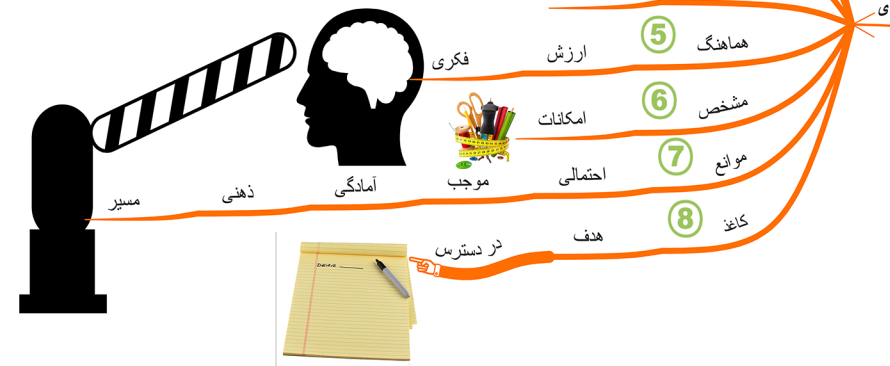 ی
5 هماهنگ ارزش فکری
6 مشخص امکانات
7 موانع احتمالی موجب آمادگی ذهنی مسیر
8 کاغذ هدف در دسترس
DEAR